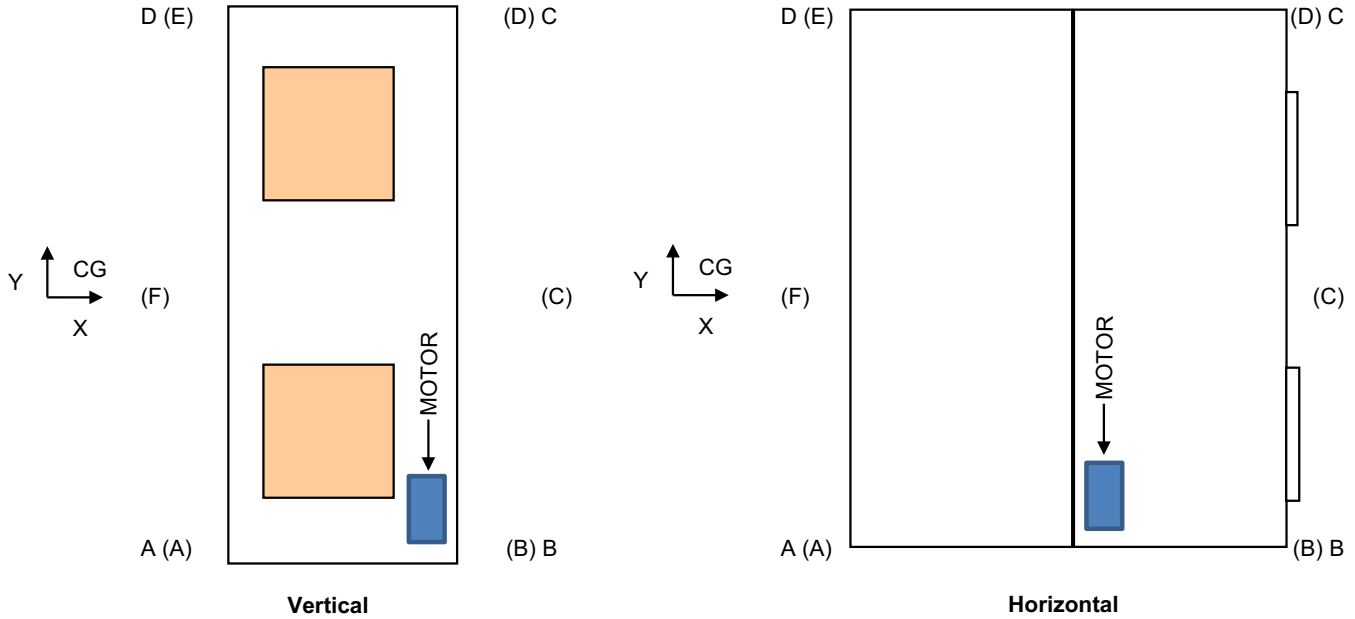 D (E)
(D) C
CG
Y
X
(F)
(C)
MOTOR
A (A)
(B) B
Vertical
D (E)
(D) C
CG
Y
X
(F)
(C)
MOTOR
A (A)
(B) B
Horizontal